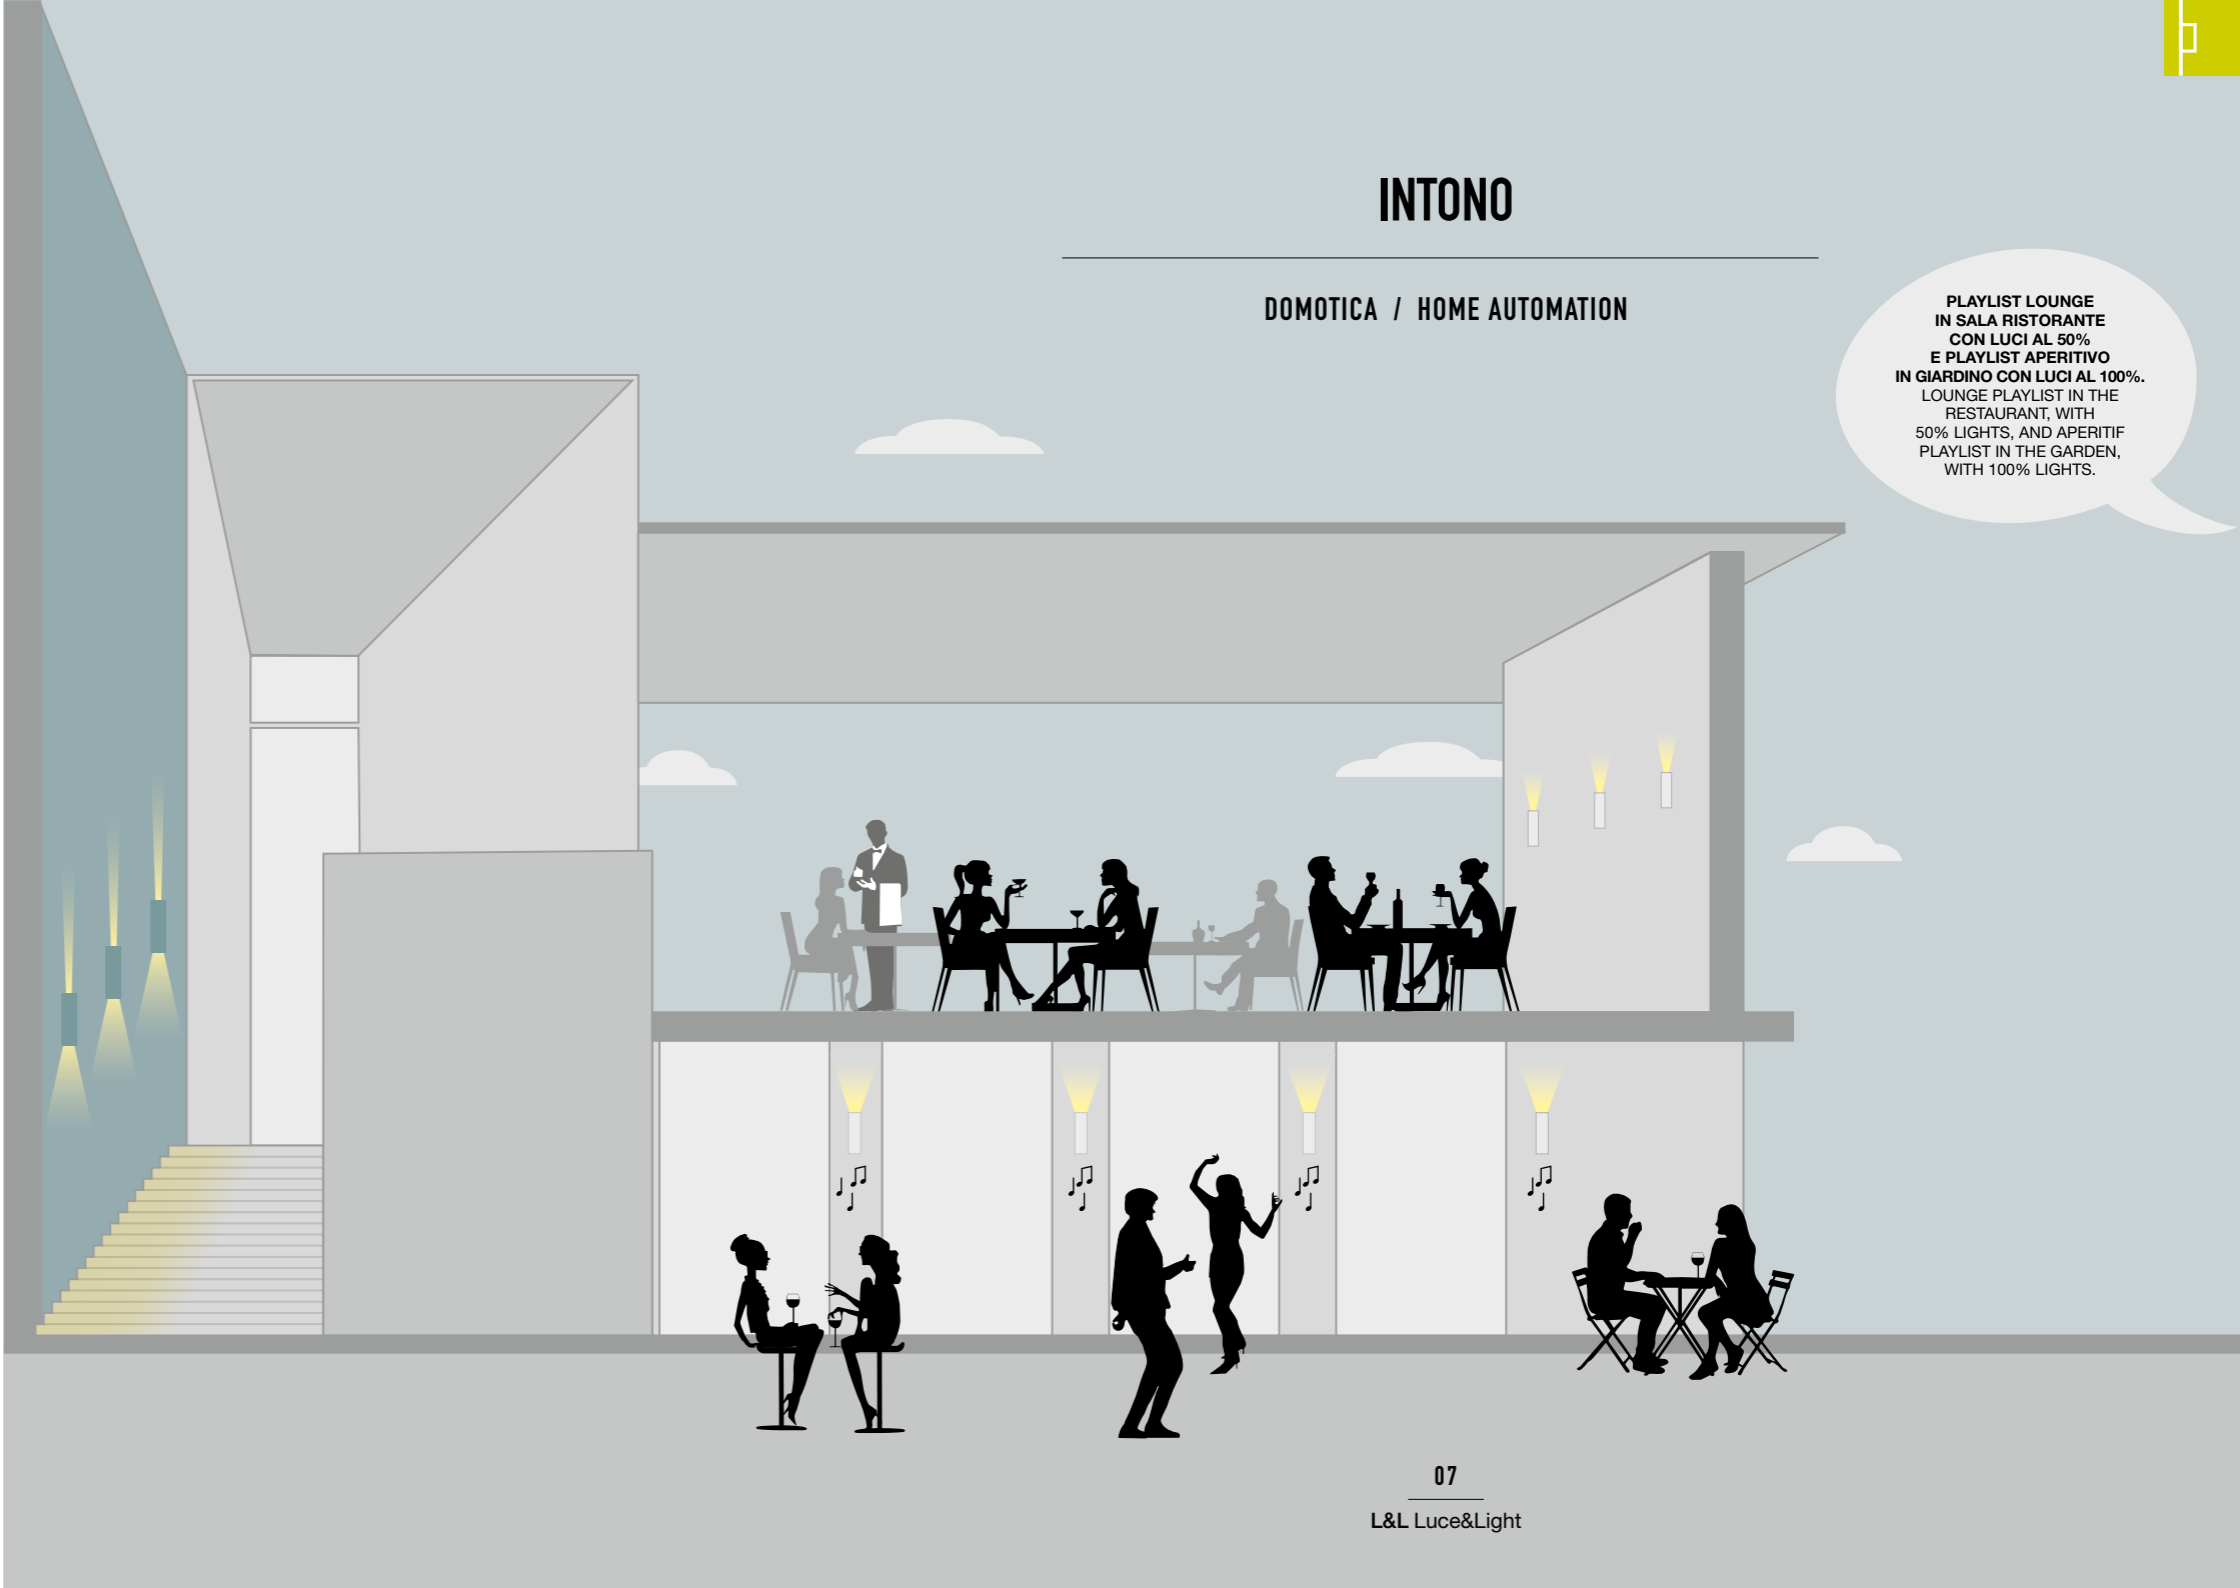 INTONO
DOMOTICA / HOME AUTOMATION
PLAYLIST LOUNGE
IN SALA RISTORANTE
CON LUCI AL 50%
E PLAYLIST APERITIVO
IN GIARDINO CON LUCI AL 100%.
LOUNGE PLAYLIST IN THE
RESTAURANT, WITH
50% LIGHTS, AND APERITIF
PLAYLIST IN THE GARDEN,
WITH 100% LIGHTS.
07
L&L Luce&Light